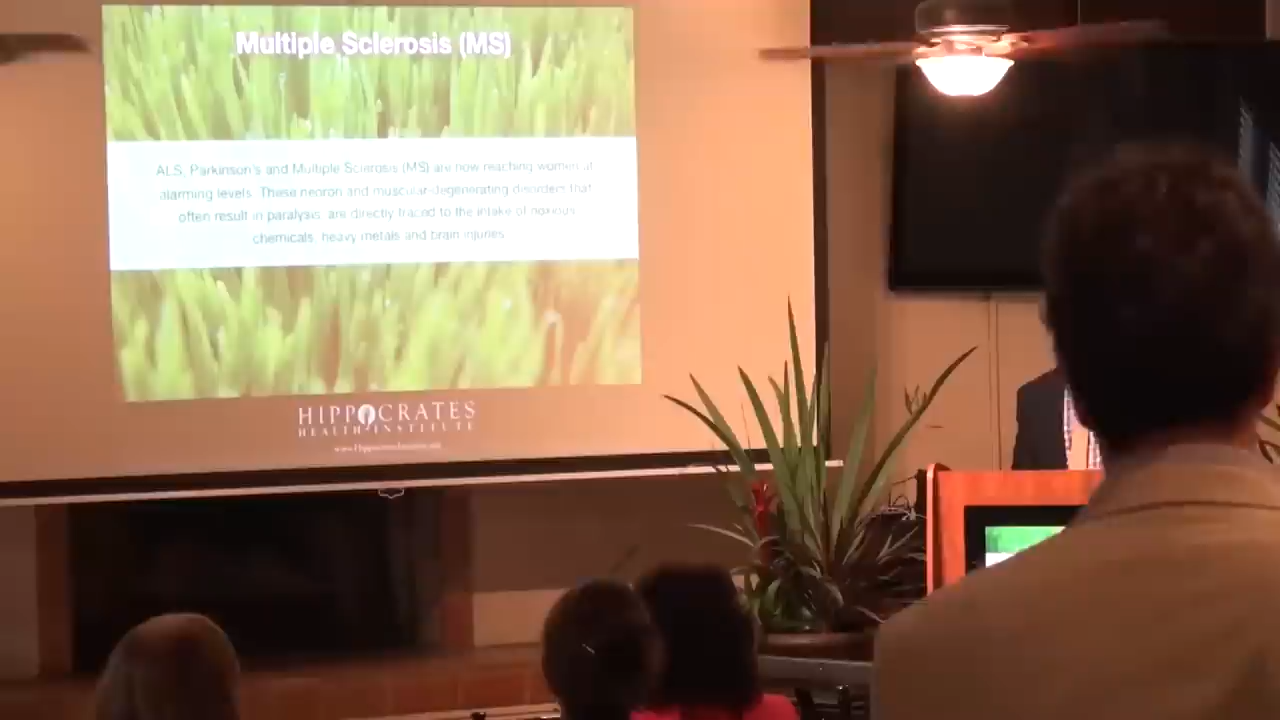 Multiple Sclerosis (MS)
ALS, Parkinson's and Multiple Sclerosis (MS) are now reaching women at
alarming levels. These neuron and muscular-degenerating disorders that
often result in paralysis, are directly traced to the intake of noxious
chemicals, heavy metals and brain injuries.
HIPPOCRATES
HEALTH INSTITUTE